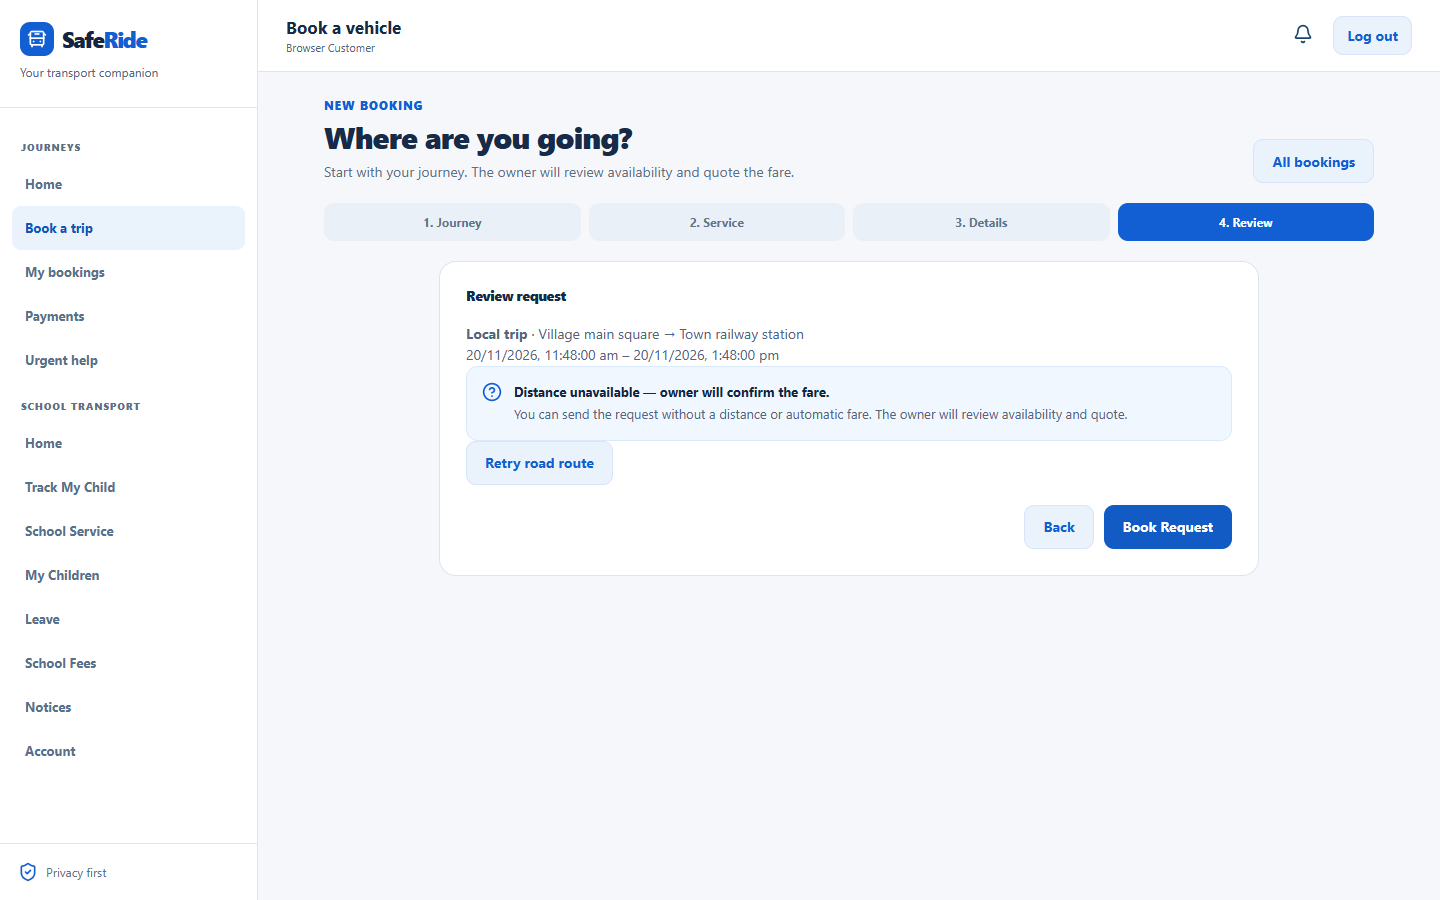 SafeRide
Your transport companion
JOURNEYS
Home
Book a trip
My bookings
Payments
Urgent help
SCHOOL TRANSPORT
Home
Track My Child
School Service
My Children
Leave
School Fees
Notices
Account
Privacy first
Book a vehicle
Browser Customer
Log out
NEW BOOKING
Where are you going?
Start with your journey. The owner will review availability and quote the fare.
All bookings
1. Journey
2. Service
3. Details
4. Review
Review request
Local trip · Village main square → Town railway station
20/11/2026, 11:48:00 am – 20/11/2026, 1:48:00 pm
Distance unavailable — owner will confirm the fare.
You can send the request without a distance or automatic fare. The owner will review availability and quote.
Retry road route
Back
Book Request